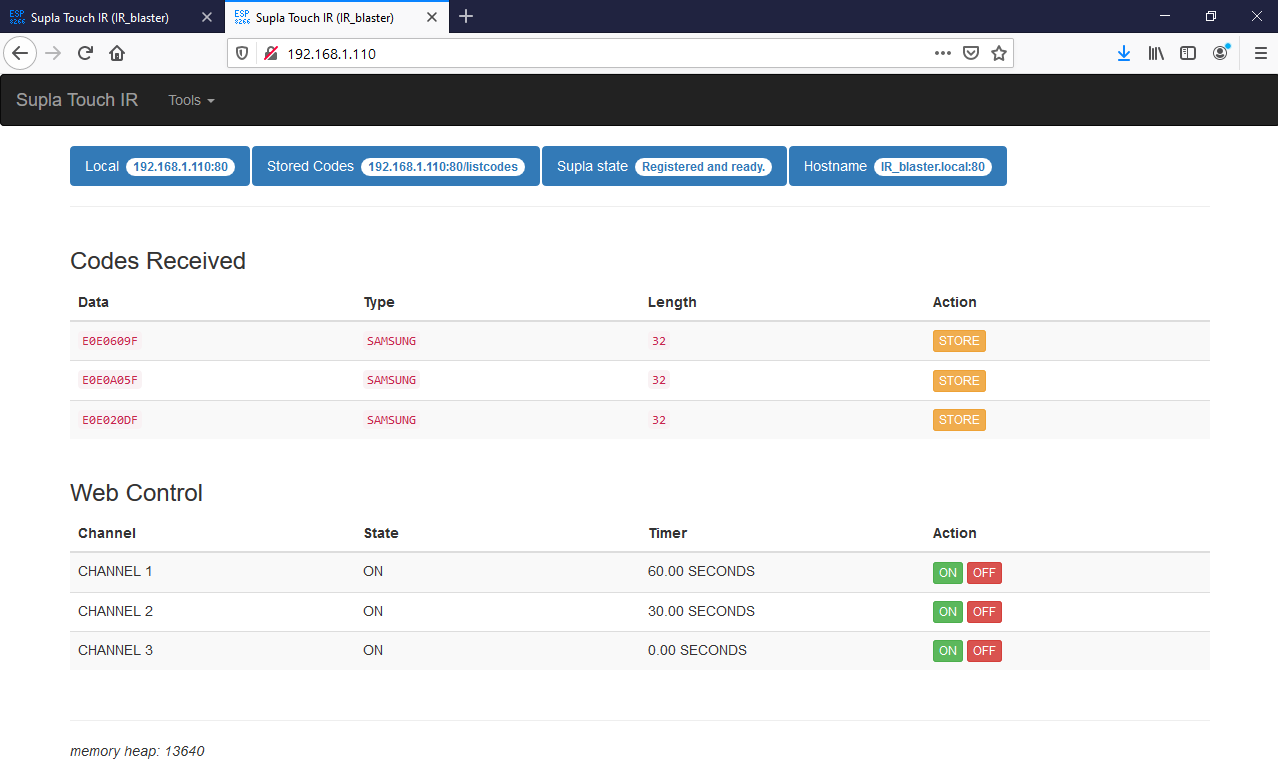 ESP 8266 Supla Touch IR (IR_blaster) ESP 8266 Supla Touch IR (IR_blaster)
192.168.1.110
Supla Touch IR Tools
Local 192.168.1.110:80 Stored Codes 192.168.1.110:80/listcodes Supla state Registered and ready. Hostname IR_blaster.local:80
Codes Received
Data Type Length Action
E0E0609F SAMSUNG 32 STORE
E0E0A05F SAMSUNG 32 STORE
E0E020DF SAMSUNG 32 STORE
Web Control
Channel State Timer Action
CHANNEL 1 ON 60.00 SECONDS ON OFF
CHANNEL 2 ON 30.00 SECONDS ON OFF
CHANNEL 3 ON 0.00 SECONDS ON OFF
memory heap: 13640